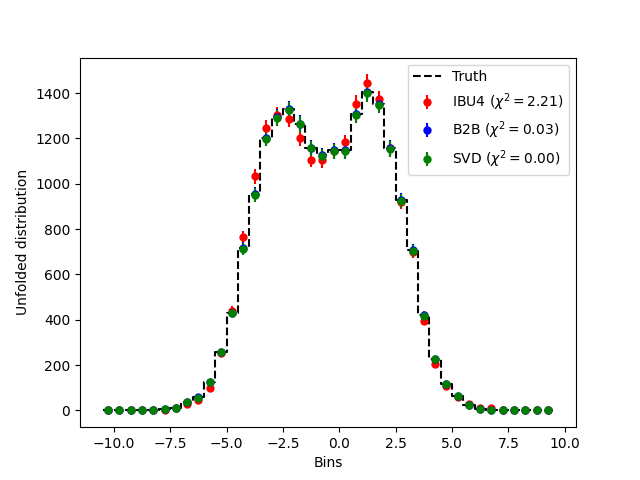 Truth
IBU4 (χ² = 2.21)
B2B (χ² = 0.03)
SVD (χ² = 0.00)
1400
1200
1000
800
600
400
200
0
Unfolded distribution
−10.0 −7.5 −5.0 −2.5 0.0 2.5 5.0 7.5 10.0
Bins